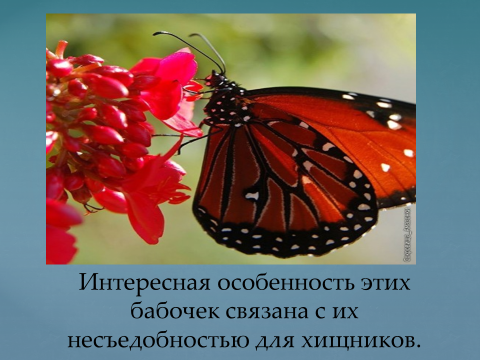 Интересная особенность этих
бабочек связана с их
несъедобностью для хищников.